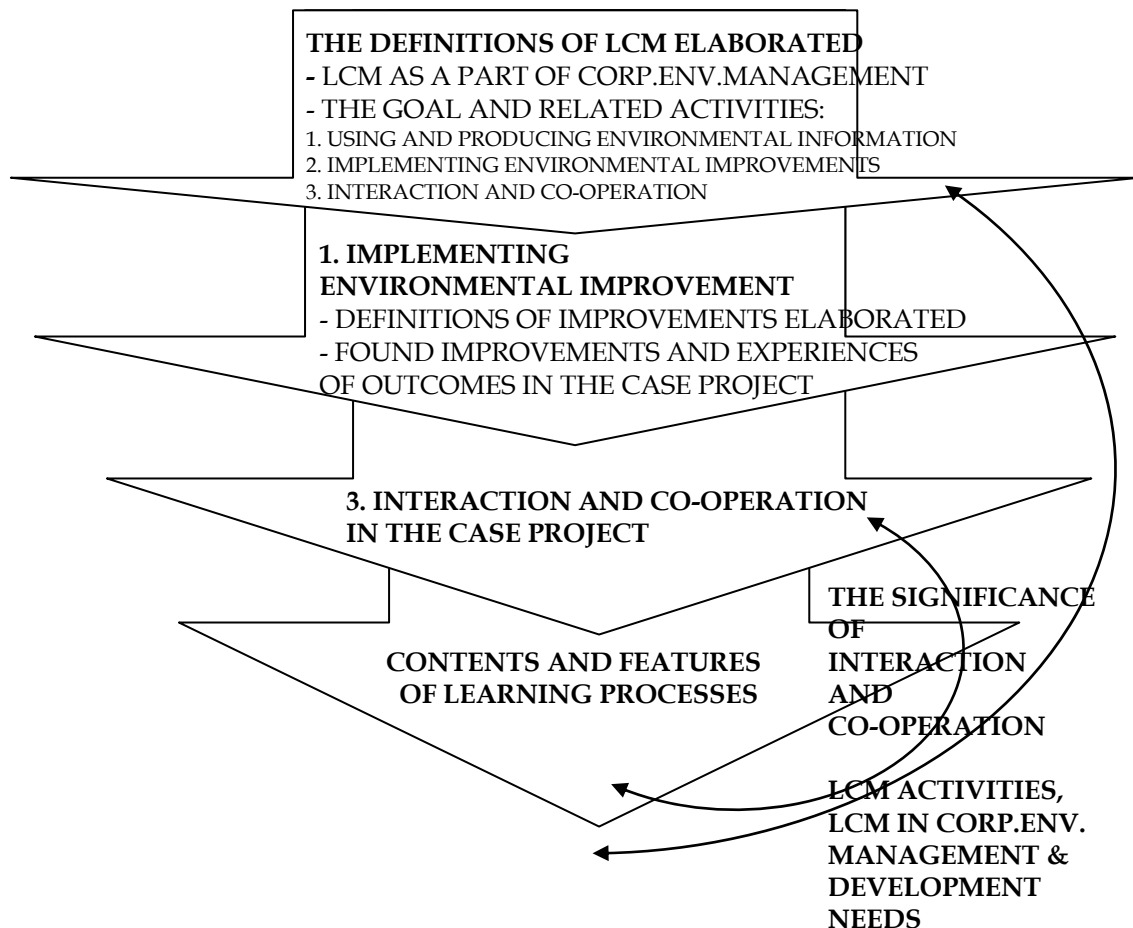 THE DEFINITIONS OF LCM ELABORATED
- LCM AS A PART OF CORP.ENV.MANAGEMENT
- THE GOAL AND RELATED ACTIVITIES:
1. USING AND PRODUCING ENVIRONMENTAL INFORMATION
2. IMPLEMENTING ENVIRONMENTAL IMPROVEMENTS
3. INTERACTION AND CO-OPERATION
1. IMPLEMENTING
ENVIRONMENTAL IMPROVEMENT
- DEFINITIONS OF IMPROVEMENTS ELABORATED
- FOUND IMPROVEMENTS AND EXPERIENCES
OF OUTCOMES IN THE CASE PROJECT
3. INTERACTION AND CO-OPERATION
IN THE CASE PROJECT
CONTENTS AND FEATURES
OF LEARNING PROCESSES
THE SIGNIFICANCE
OF
INTERACTION
AND
CO-OPERATION
LCM ACTIVITIES,
LCM IN CORP.ENV.
MANAGEMENT &
DEVELOPMENT
NEEDS